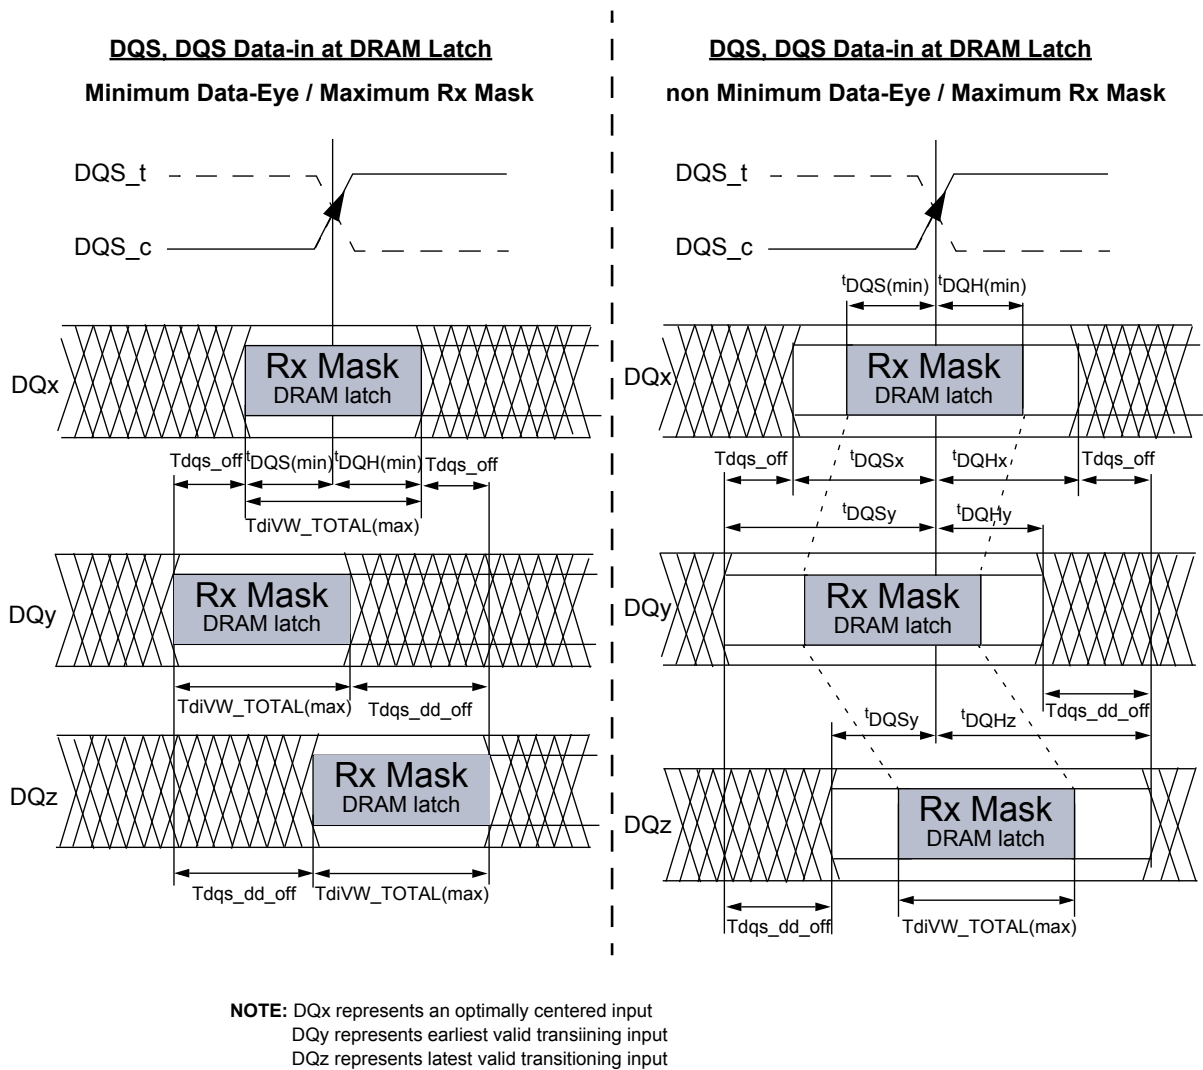 DQS, DQS Data-in at DRAM Latch
Minimum Data-Eye / Maximum Rx Mask
DQS_t
DQS_c
DQx
Rx Mask
DRAM latch
Tdqs_off
tDQS(min)
tDQH(min)
Tdqs_off
TdiVW_TOTAL(max)
DQy
Rx Mask
DRAM latch
TdiVW_TOTAL(max)
Tdqs_dd_off
DQz
Rx Mask
DRAM latch
Tdqs_dd_off
TdiVW_TOTAL(max)
DQS, DQS Data-in at DRAM Latch
non Minimum Data-Eye / Maximum Rx Mask
DQS_t
DQS_c
tDQS(min)
tDQH(min)
DQx
Rx Mask
DRAM latch
Tdqs_off
tDQSx
tDQHx
Tdqs_off
tDQSy
tDQHy
DQy
Rx Mask
DRAM latch
Tdqs_dd_off
tDQSy
tDQHz
DQz
Rx Mask
DRAM latch
Tdqs_dd_off
TdiVW_TOTAL(max)
NOTE: DQx represents an optimally centered input
DQy represents earliest valid transiining input
DQz represents latest valid transitioning input